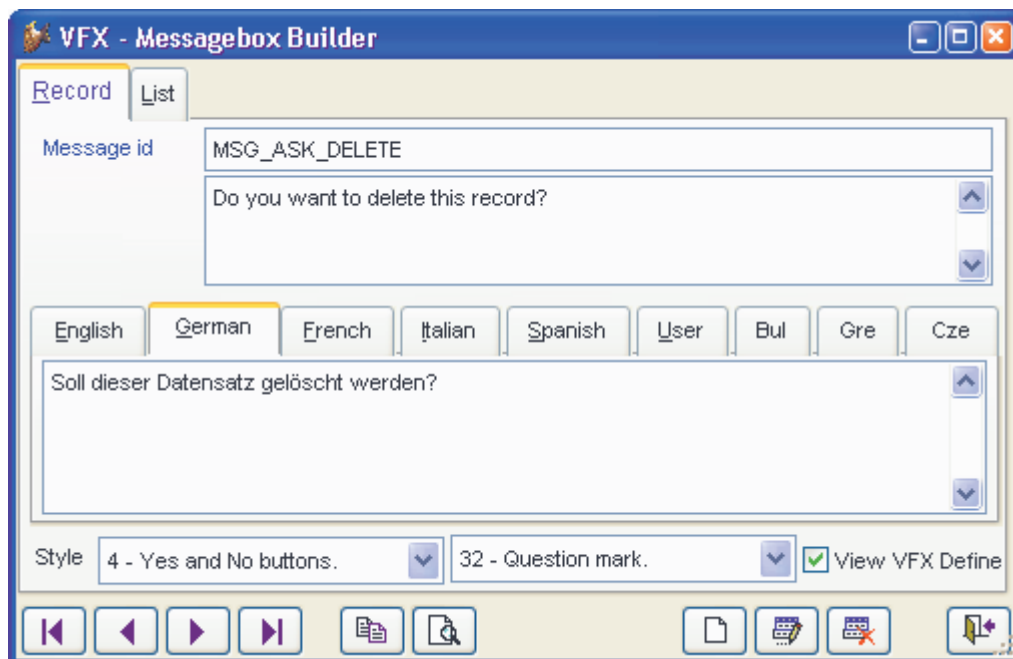 VFX - Messagebox Builder
Record List
Message id MSG_ASK_DELETE
Do you want to delete this record?
English German French Italian Spanish User Bul Gre Cze
Soll dieser Datensatz gelöscht werden?
Style 4 - Yes and No buttons. 32 - Question mark. View VFX Define